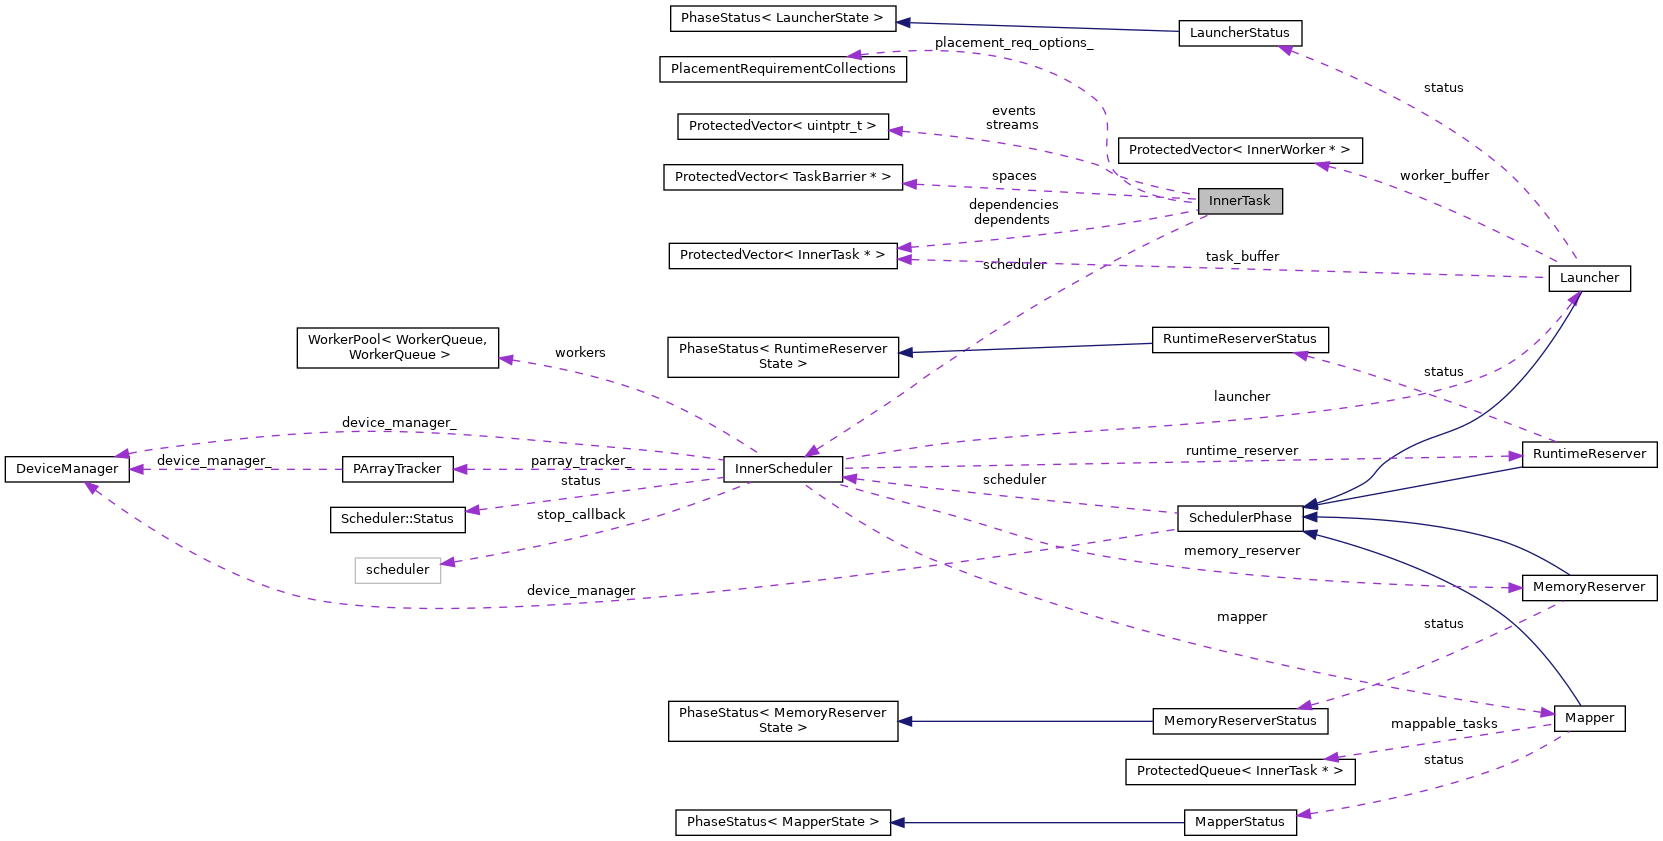 PhaseStatus< LauncherState >
LauncherStatus
placement_req_options_
PlacementRequirementCollections
status
events
streams
ProtectedVector< uintptr_t >
ProtectedVector< InnerWorker * >
ProtectedVector< TaskBarrier * >
spaces
worker_buffer
InnerTask
dependencies
dependents
ProtectedVector< InnerTask * >
scheduler
task_buffer
Launcher
WorkerPool< WorkerQueue,
WorkerQueue >
workers
PhaseStatus< RuntimeReserver
State >
RuntimeReserverStatus
status
launcher
device_manager_
DeviceManager
device_manager_
PArrayTracker
parray_tracker_
InnerScheduler
runtime_reserver
RuntimeReserver
status
scheduler
Scheduler::Status
stop_callback
SchedulerPhase
scheduler
memory_reserver
device_manager
MemoryReserver
mapper
status
PhaseStatus< MemoryReserver
State >
MemoryReserverStatus
Mapper
mappable_tasks
ProtectedQueue< InnerTask * >
status
PhaseStatus< MapperState >
MapperStatus